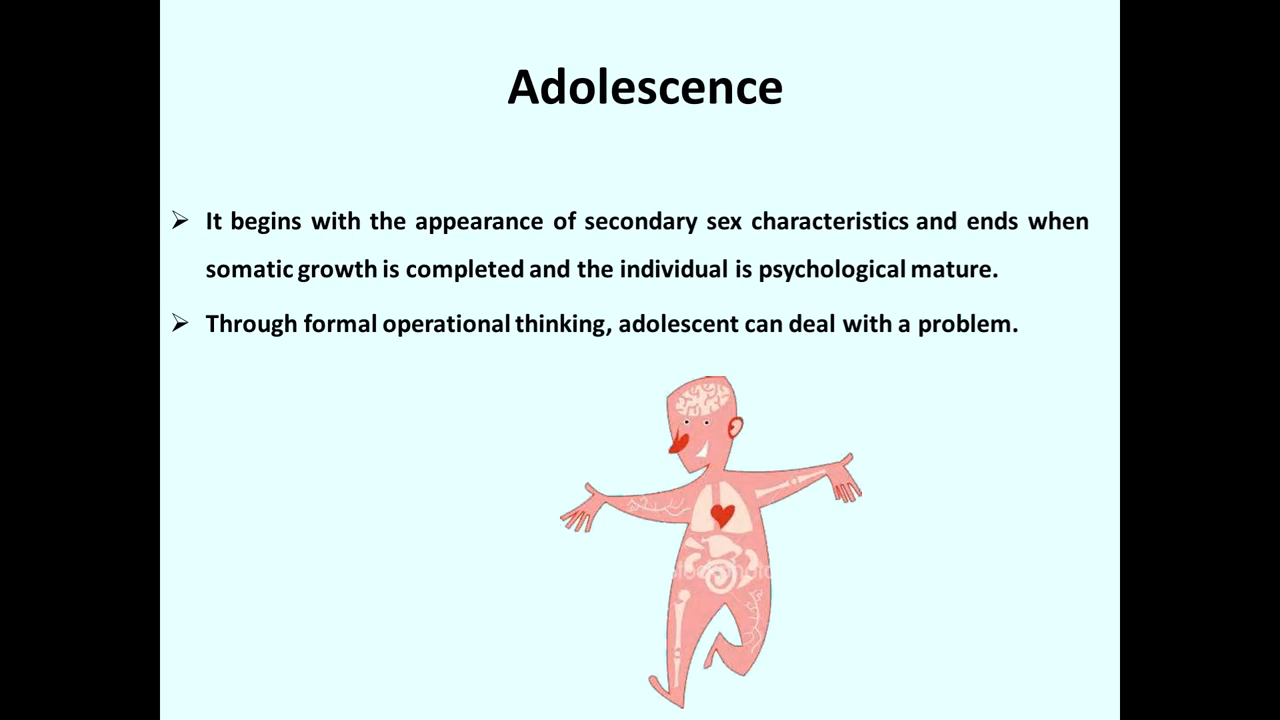 Adolescence
➢ It begins with the appearance of secondary sex characteristics and ends when
somatic growth is completed and the individual is psychological mature.
➢ Through formal operational thinking, adolescent can deal with a problem.